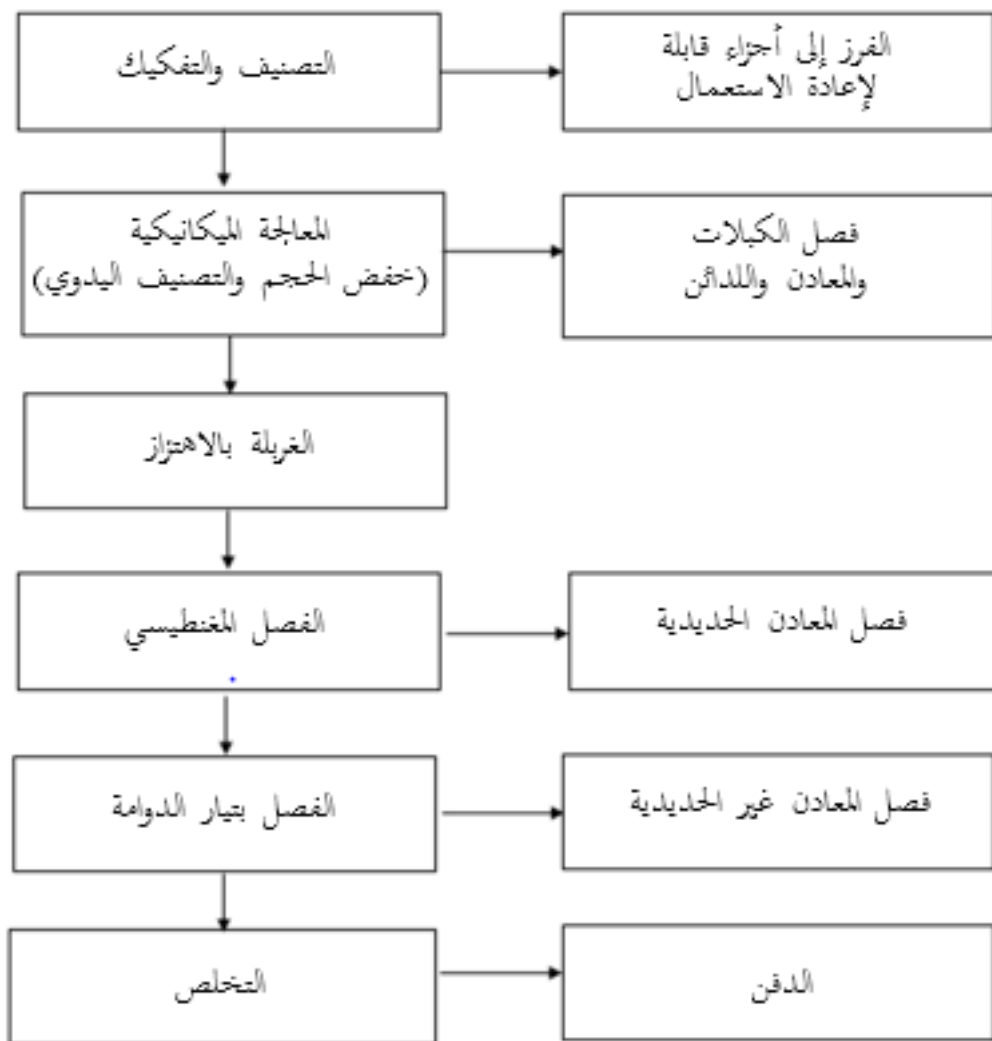 التصنيف والتفكيك
الفرز إلى أجزاء قابلة
لإعادة الاستعمال
المعالجة الميكانيكية
(خفض الحجم والتصنيف اليدوي)
فصل الكبلات
والمعادن واللدائن
الغربلة بالاهتزاز
الفصل المغنطيسي
فصل المعادن الحديدية
الفصل بتيار الدوامة
فصل المعادن غير الحديدية
التخلص
الدفن